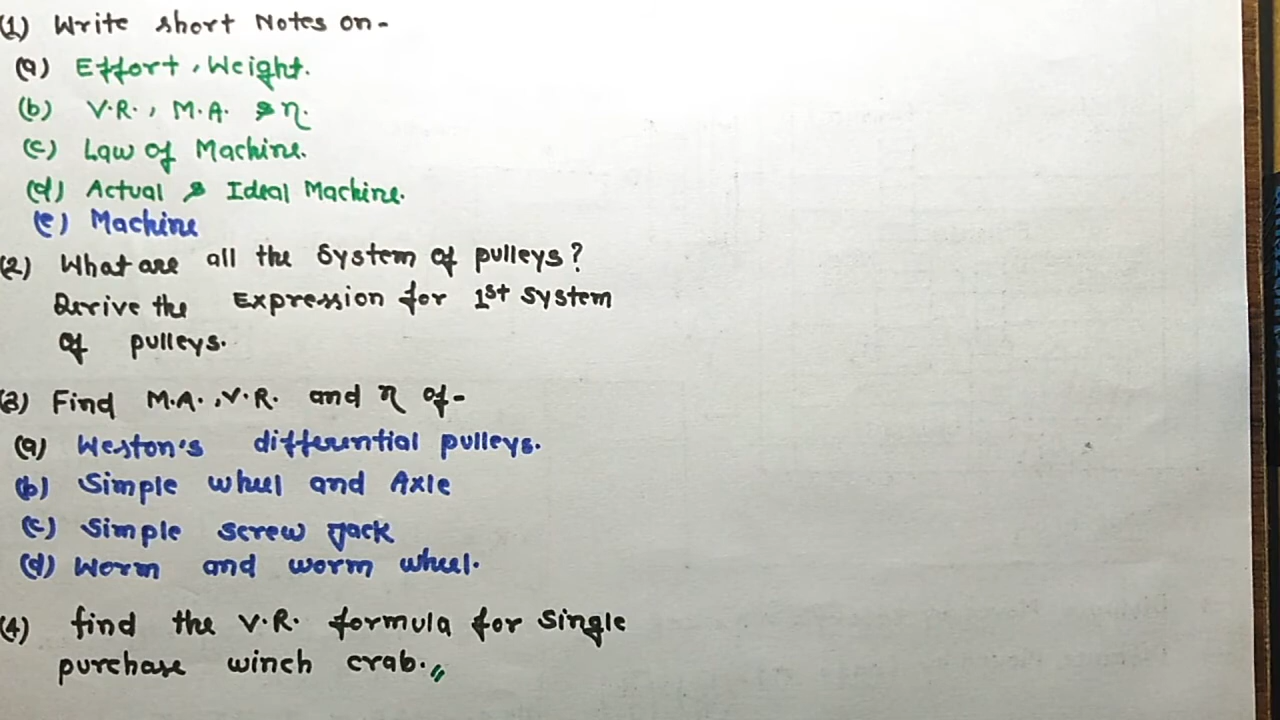 (1) Write short Notes on-
(a) Effort, Weight.
(b) V.R., M.A. & η.
(c) Law of Machine.
(d) Actual & Ideal Machine.
(e) Machine
(2) What are all the System of pulleys?
Derive the Expression for 1st System
of pulleys.
(3) Find M.A., V.R. and η of-
(a) Weston's differential pulleys.
(b) Simple wheel and Axle
(c) Simple screw Jack
(d) Worm and worm wheel.
(4) find the V.R. formula for Single
purchase winch crab.